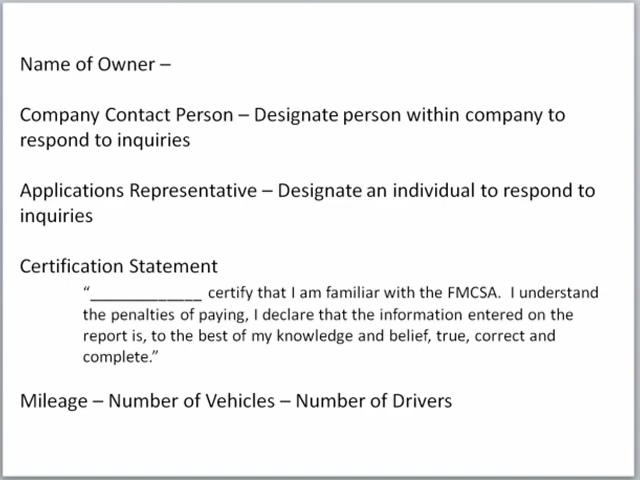 Name of Owner –
Company Contact Person – Designate person within company to
respond to inquiries
Applications Representative – Designate an individual to respond to
inquiries
Certification Statement
“_____________ certify that I am familiar with the FMCSA.  I understand
the penalties of paying, I declare that the information entered on the
report is, to the best of my knowledge and belief, true, correct and
complete.”
Mileage – Number of Vehicles – Number of Drivers